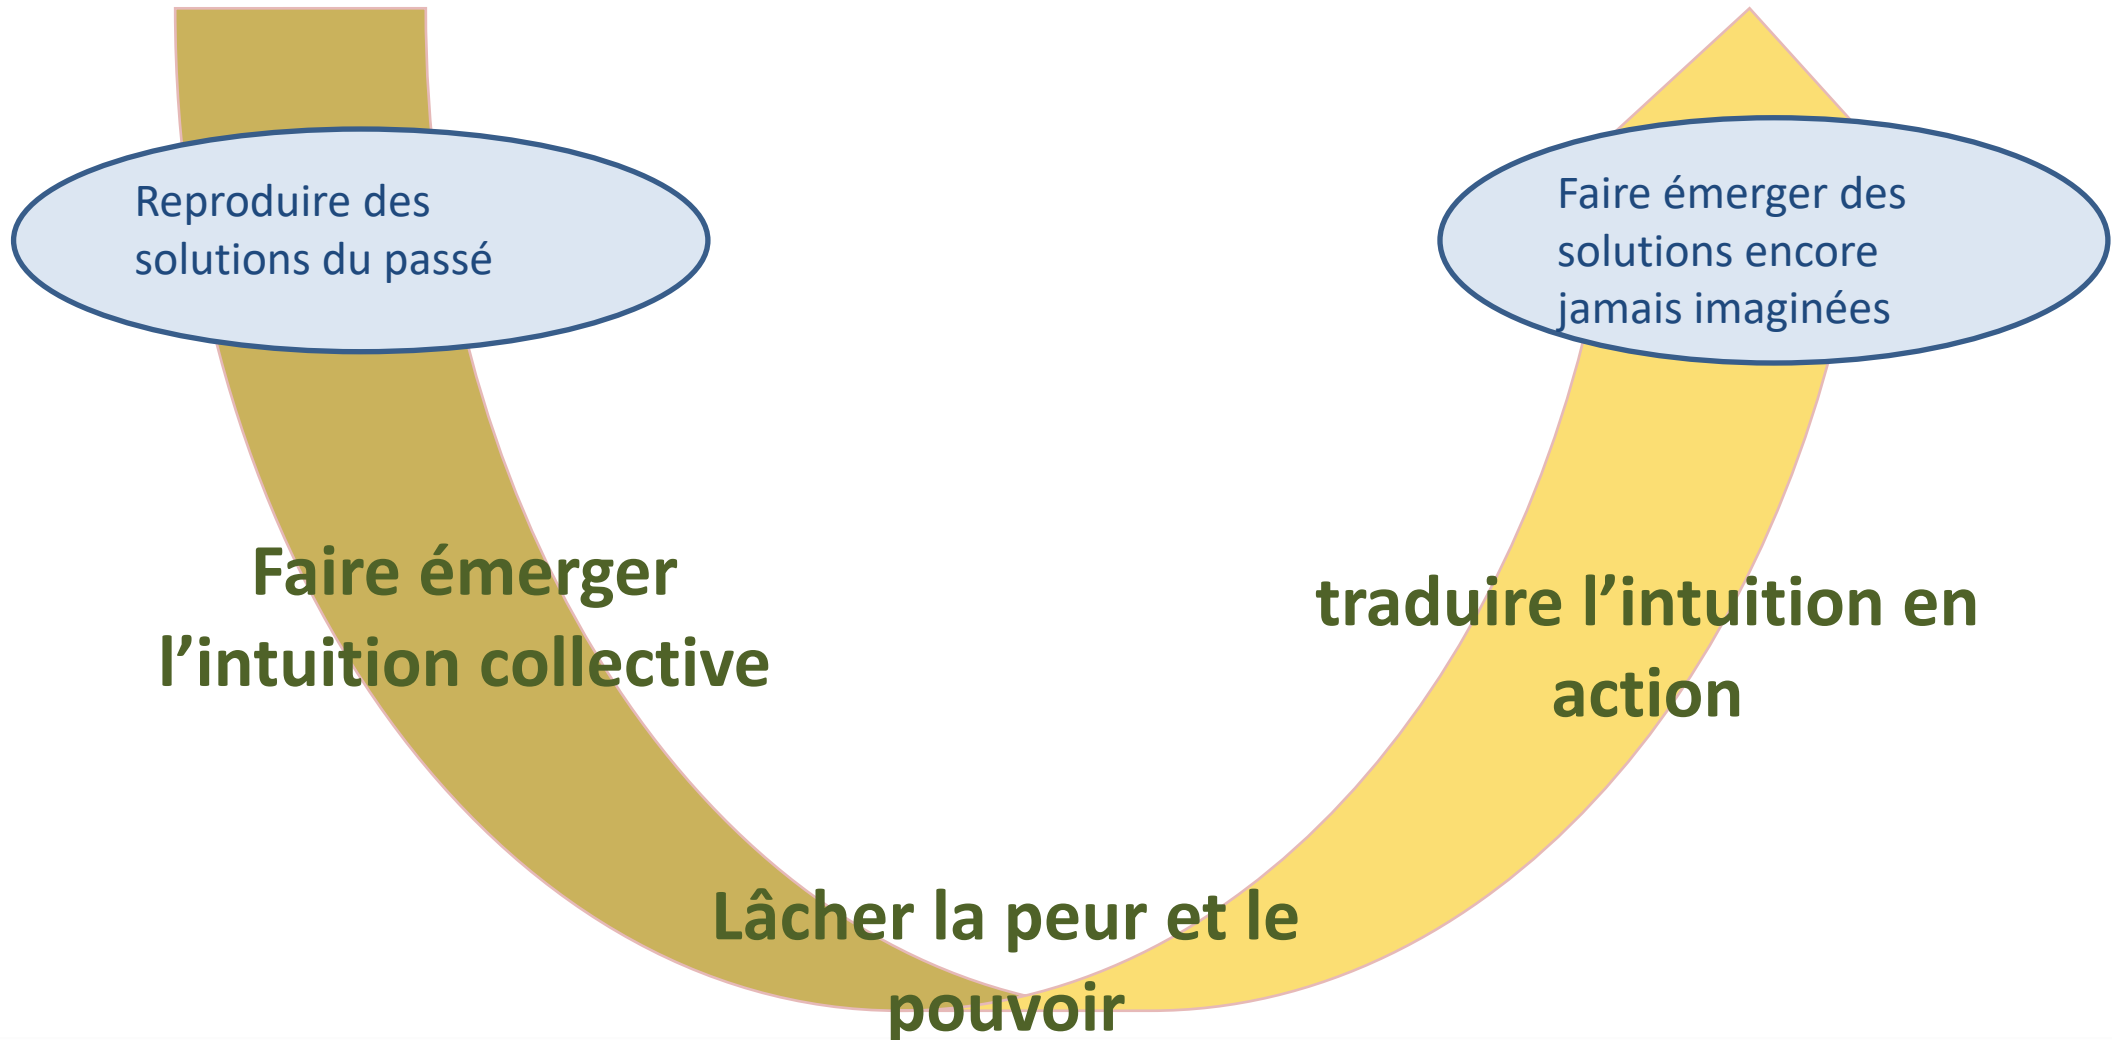 Reproduire des
solutions du passé
Faire émerger des
solutions encore
jamais imaginées
Faire émerger
l’intuition collective
traduire l’intuition en
action
Lâcher la peur et le
pouvoir